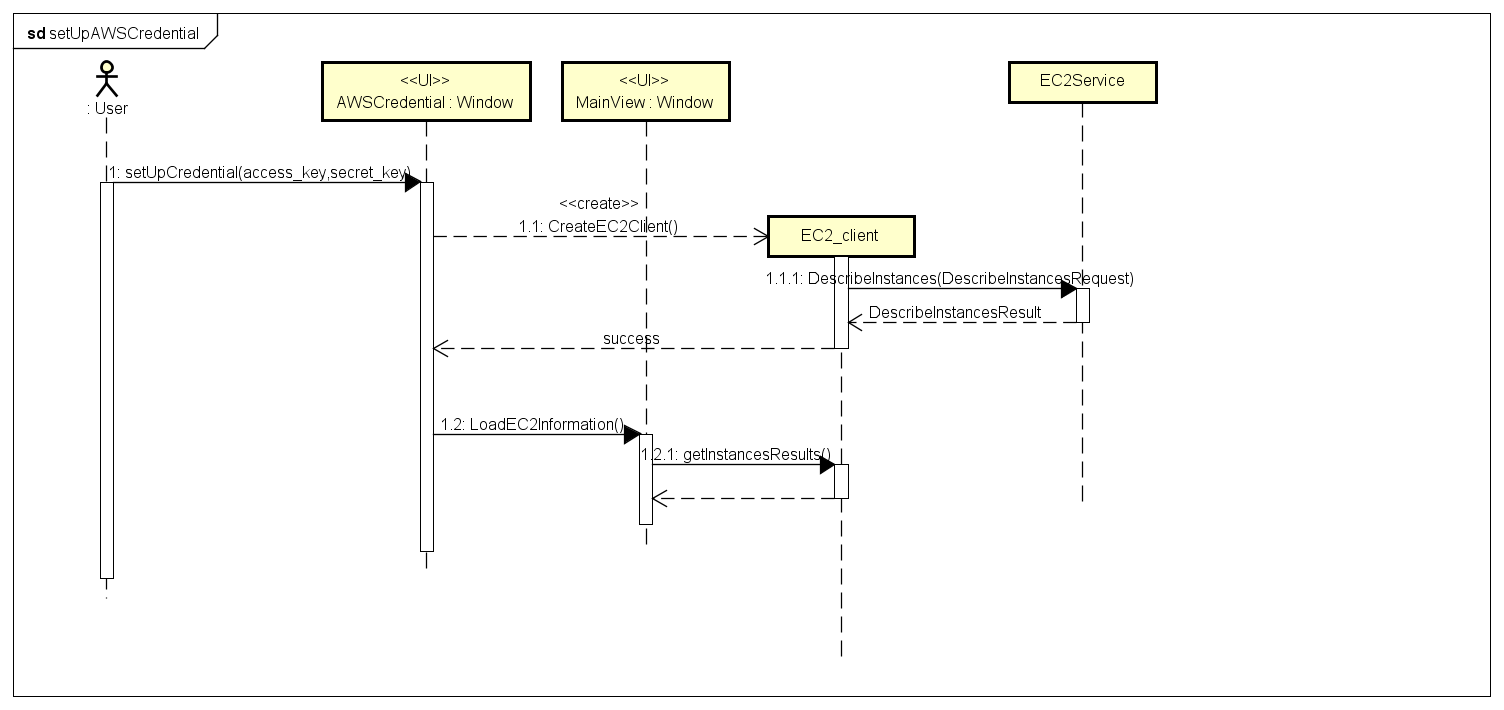 sd setUpAWSCredential
: User
<<UI>>
AWSCredential : Window
<<UI>>
MainView : Window
EC2Service
1: setUpCredential(access_key,secret_key)
<<create>>
1.1: CreateEC2Client()
EC2_client
1.1.1: DescribeInstances(DescribeInstancesRequest)
DescribeInstancesResult
success
1.2: LoadEC2Information()
1.2.1: getInstancesResults()